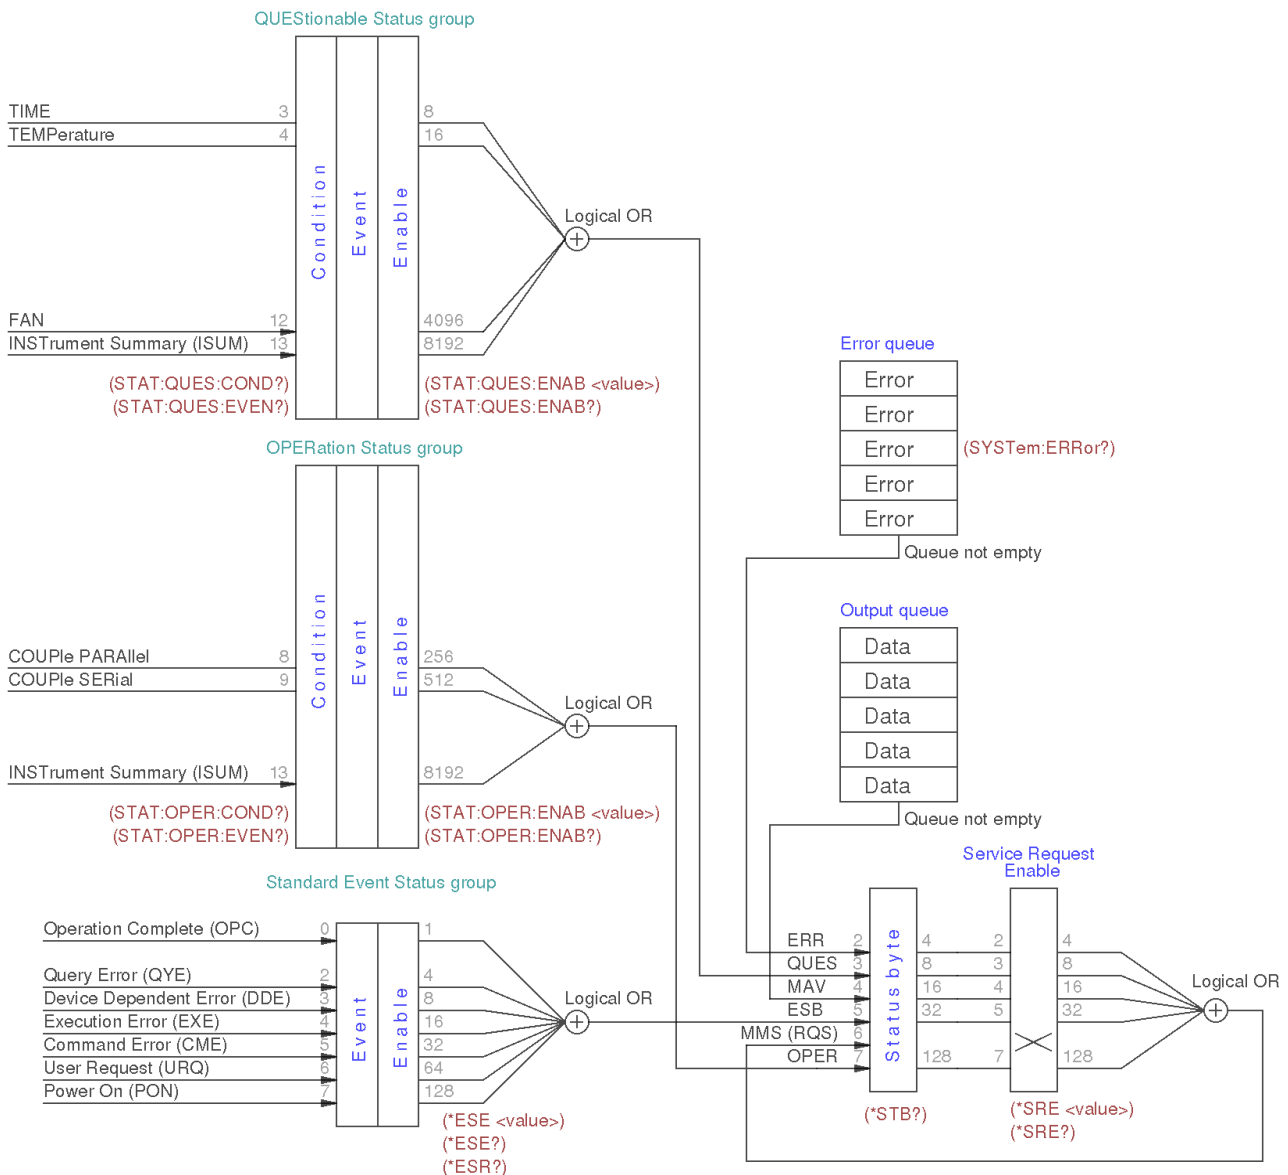 QUEStionable Status group
TIME 3 8
TEMPerature 4 16
Condition
Event
Enable
Logical OR
FAN 12 4096
INSTrument Summary (ISUM) 13 8192
(STAT:QUES:COND?) (STAT:QUES:ENAB <value>)
(STAT:QUES:EVEN?) (STAT:QUES:ENAB?)
OPERation Status group
COUPle PARAllel 8 256
COUPle SERial 9 512
Condition
Event
Enable
Logical OR
INSTrument Summary (ISUM) 13 8192
(STAT:OPER:COND?) (STAT:OPER:ENAB <value>)
(STAT:OPER:EVEN?) (STAT:OPER:ENAB?)
Standard Event Status group
Operation Complete (OPC) 0 1
Query Error (QYE) 2 4
Device Dependent Error (DDE) 3 8
Execution Error (EXE) 4 16
Command Error (CME) 5 32
User Request (URQ) 6 64
Power On (PON) 7 128
Event
Enable
Logical OR
(*ESE <value>)
(*ESE?)
(*ESR?)
Error queue
Error
Error
Error
Error
Error
(SYSTem:ERRor?)
Queue not empty
Output queue
Data
Data
Data
Data
Data
Queue not empty
Service Request
Enable
ERR 2 4 2 4
QUES 3 8 3 8
MAV 4 16 4 16
ESB 5 32 5 32
MMS (RQS) 6
OPER 7 128 7 128
Status byte
Logical OR
(*STB?)
(*SRE <value>)
(*SRE?)